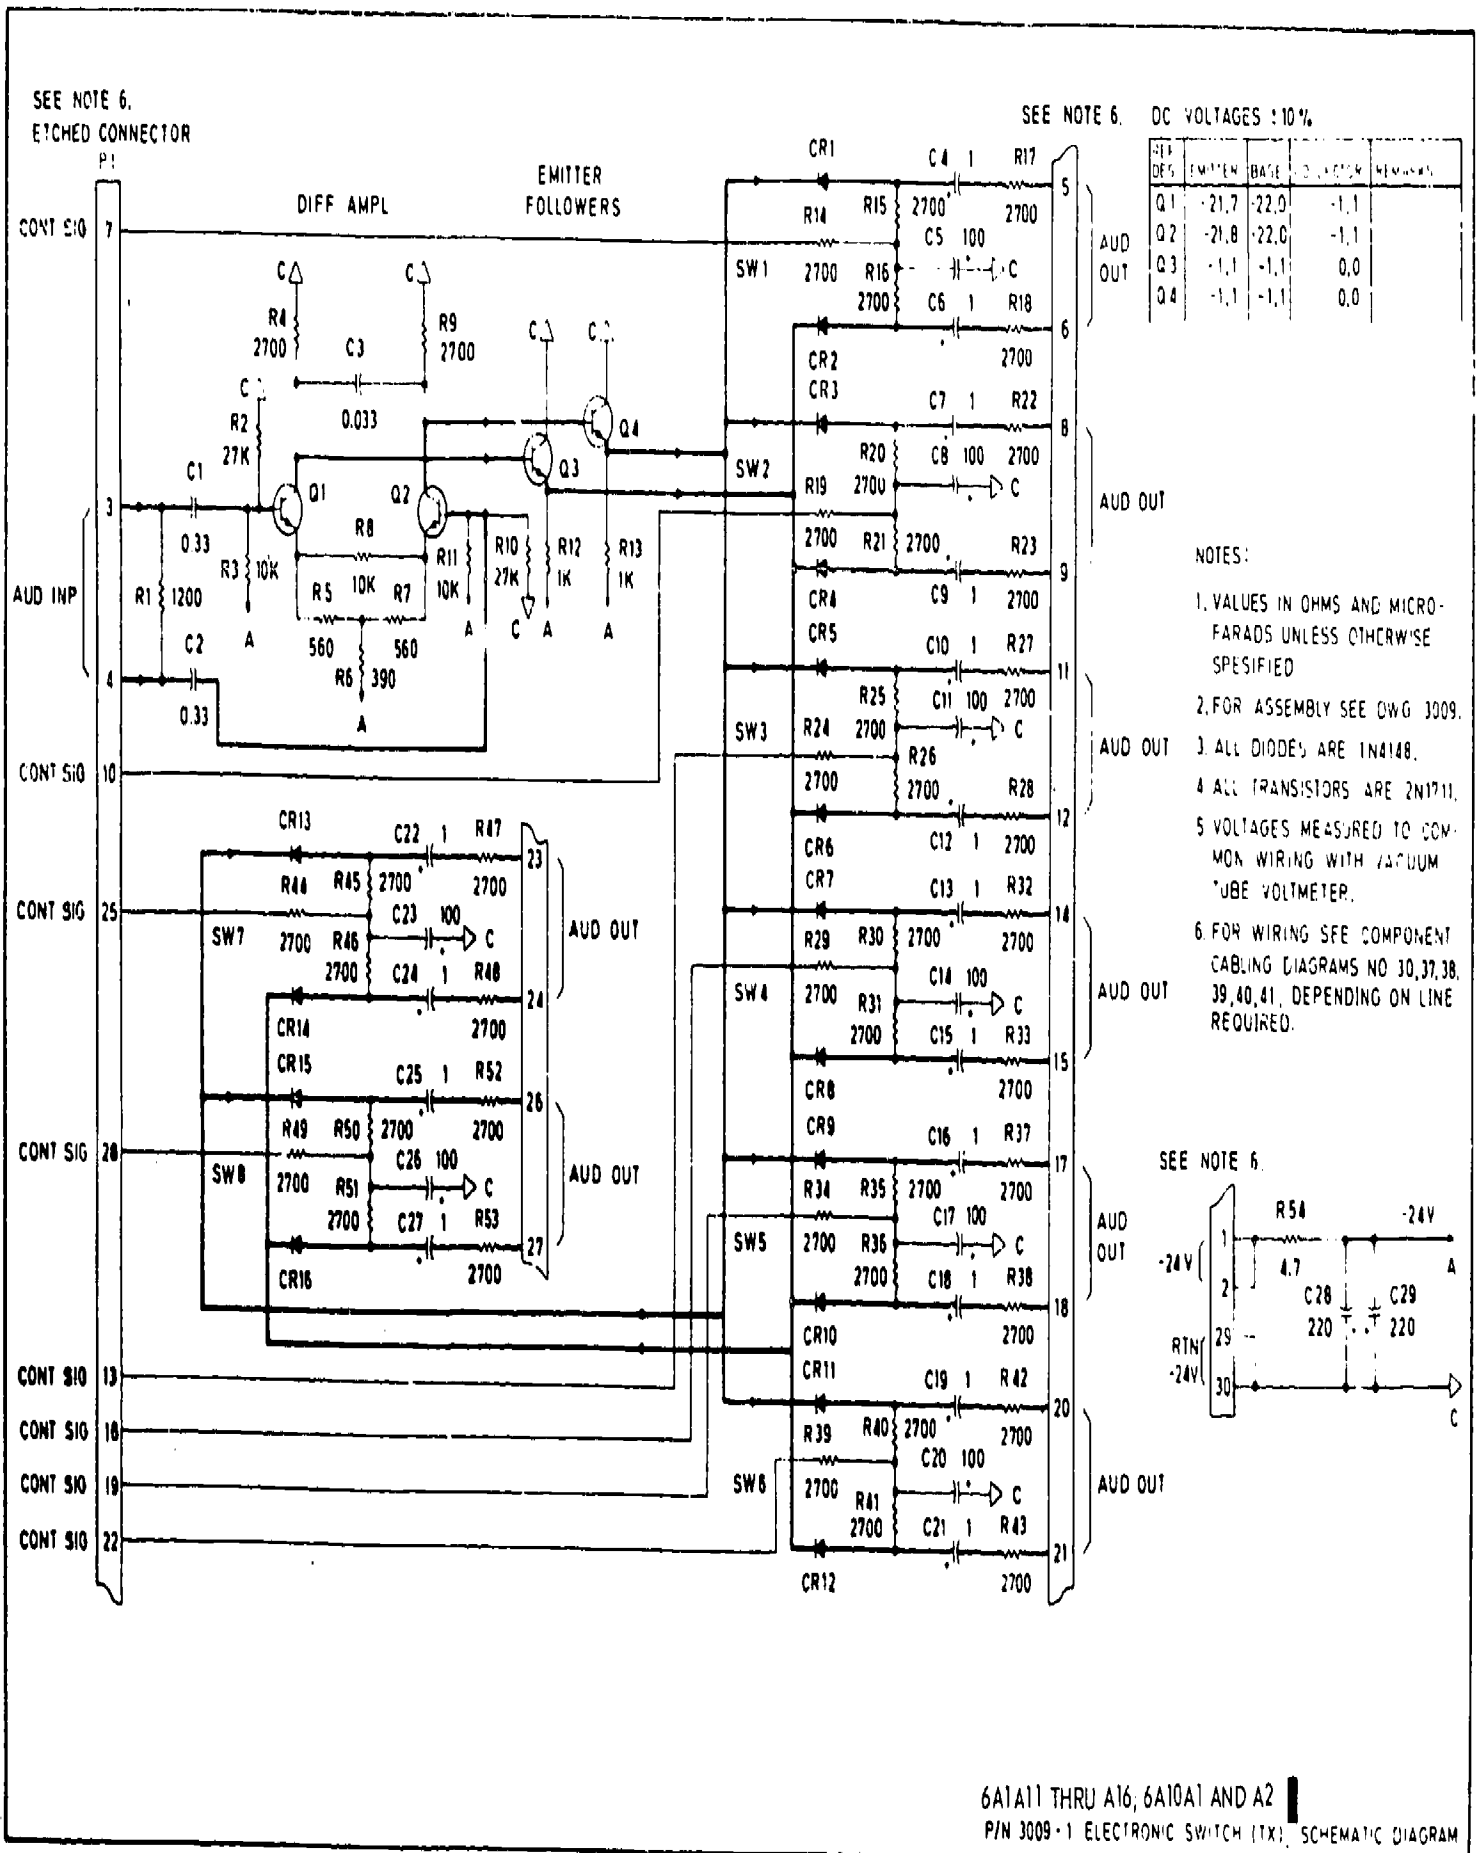 SEE NOTE 6.
ETCHED CONNECTOR
P1
CONT SIG 7
DIFF AMPL
EMITTER
FOLLOWERS
C
C
R4
2700
R9
2700
C3
0.033
C
C
C
R2
27K
C1
0.33
Q1
Q2
Q3
Q4
3
AUD INP
R1 1200
R3 10K
A
R8
10K
R5
560
R7
560
R6 390
A
R11
10K
A
R10
27K
C
R12
1K
A
R13
1K
A
C2
0.33
4
CONT SIG 10
CR13
C22 1 R47
23
R44
R45 2700
2700
CONT SIG 25
SW7
2700
C23 100
C
R46
2700
C24 1 R48
24
2700
CR14
AUD OUT
CR15
C25 1 R52
26
R49 R50 2700
2700
CONT SIG 28
SW8
2700
C26 100
C
R51
2700
C27 1 R53
27
2700
CR16
AUD OUT
CONT SIG 13
CONT SIG 16
CONT SIG 19
CONT SIG 22
SEE NOTE 6.
CR1
C4 1 R17
5
R14
R15 2700
2700
SW1
2700
C5 100
C
R16
2700
C6 1 R18
6
2700
CR2
AUD
OUT
CR3
C7 1 R22
8
R20
2700
2700
SW2
R19
2700
C8 100
C
R21 2700
R23
9
CR4
C9 1 2700
AUD OUT
CR5
C10 1 R27
11
R25
2700
C11 100 2700
C
SW3
R24
2700
R26
2700
R28
12
CR6
C12 1 2700
AUD OUT
CR7
C13 1 R32
14
R29
R30 2700
2700
SW4
2700
C14 100
C
R31
2700
C15 1 R33
15
2700
CR8
AUD OUT
CR9
C16 1 R37
17
R34
R35 2700
2700
SW5
2700
C17 100
C
R36
2700
C18 1 R38
18
2700
CR10
AUD
OUT
CR11
C19 1 R42
20
R39
R40 2700
2700
SW6
2700
C20 100
C
R41
2700
C21 1 R43
21
2700
CR12
AUD OUT
DC VOLTAGES ±10%
DES EMITTER BASE COLLECTOR REMARKS
Q1 -21,7 -22,0 -1,1
Q2 -21,8 -22,0 -1,1
Q3 -1,1 -1,1 0,0
Q4 -1,1 -1,1 0,0
NOTES:
1. VALUES IN OHMS AND MICRO-
FARADS UNLESS OTHERWISE
SPESIFIED
2. FOR ASSEMBLY SEE DWG 3009.
3. ALL DIODES ARE 1N4148.
4 ALL TRANSISTORS ARE 2N1711.
5 VOLTAGES MEASURED TO COM-
MON WIRING WITH VACUUM
TUBE VOLTMETER.
6. FOR WIRING SEE COMPONENT
CABLING DIAGRAMS NO 30,37,38,
39,40,41, DEPENDING ON LINE
REQUIRED.
SEE NOTE 6.
1
R54
4.7
-24V
A
-24V
2
C28
220
C29
220
29
RTN
-24V
30
C
6A1A11 THRU A16, 6A10A1 AND A2
P/N 3009-1 ELECTRONIC SWITCH (TX), SCHEMATIC DIAGRAM